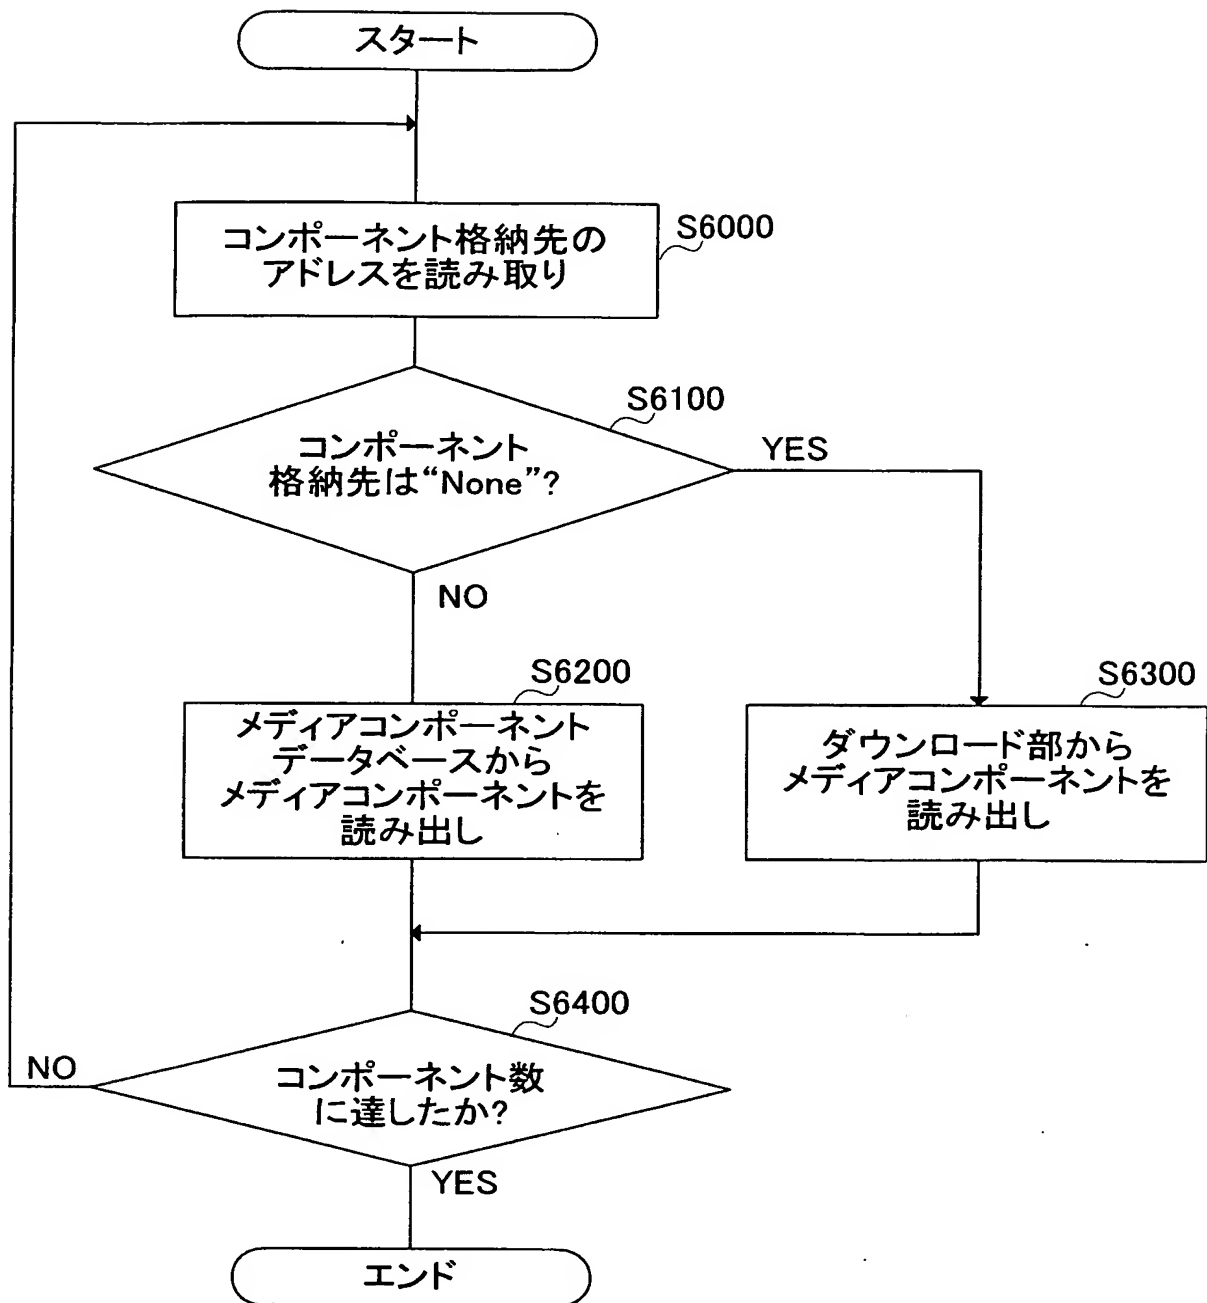 スタート
S6000
コンポーネント格納先の
アドレスを読み取り
S6100
コンポーネント
格納先は“None”?
YES
NO
S6200
メディアコンポーネント
データベースから
メディアコンポーネントを
読み出し
S6300
ダウンロード部から
メディアコンポーネントを
読み出し
S6400
コンポーネント数
に達したか?
NO
YES
エンド